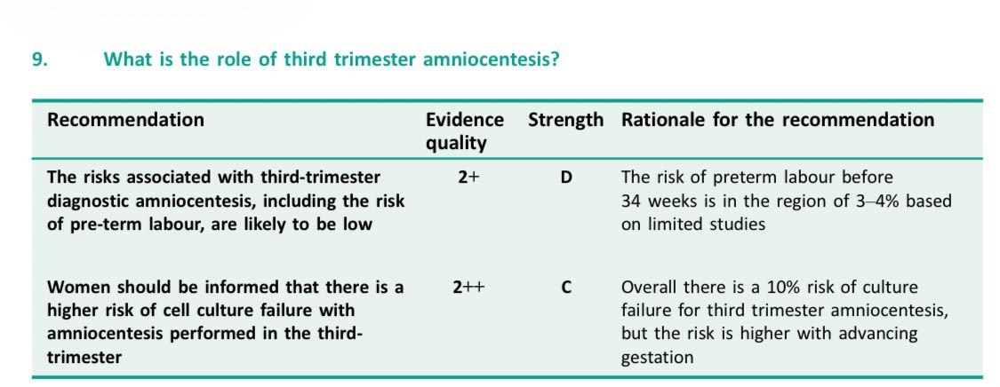 9. What is the role of third trimester amniocentesis?
Recommendation Evidence quality Strength Rationale for the recommendation
The risks associated with third-trimester
diagnostic amniocentesis, including the risk
of pre-term labour, are likely to be low
2+
D
The risk of preterm labour before
34 weeks is in the region of 3–4% based
on limited studies
Women should be informed that there is a
higher risk of cell culture failure with
amniocentesis performed in the third-
trimester
2++
C
Overall there is a 10% risk of culture
failure for third trimester amniocentesis,
but the risk is higher with advancing
gestation